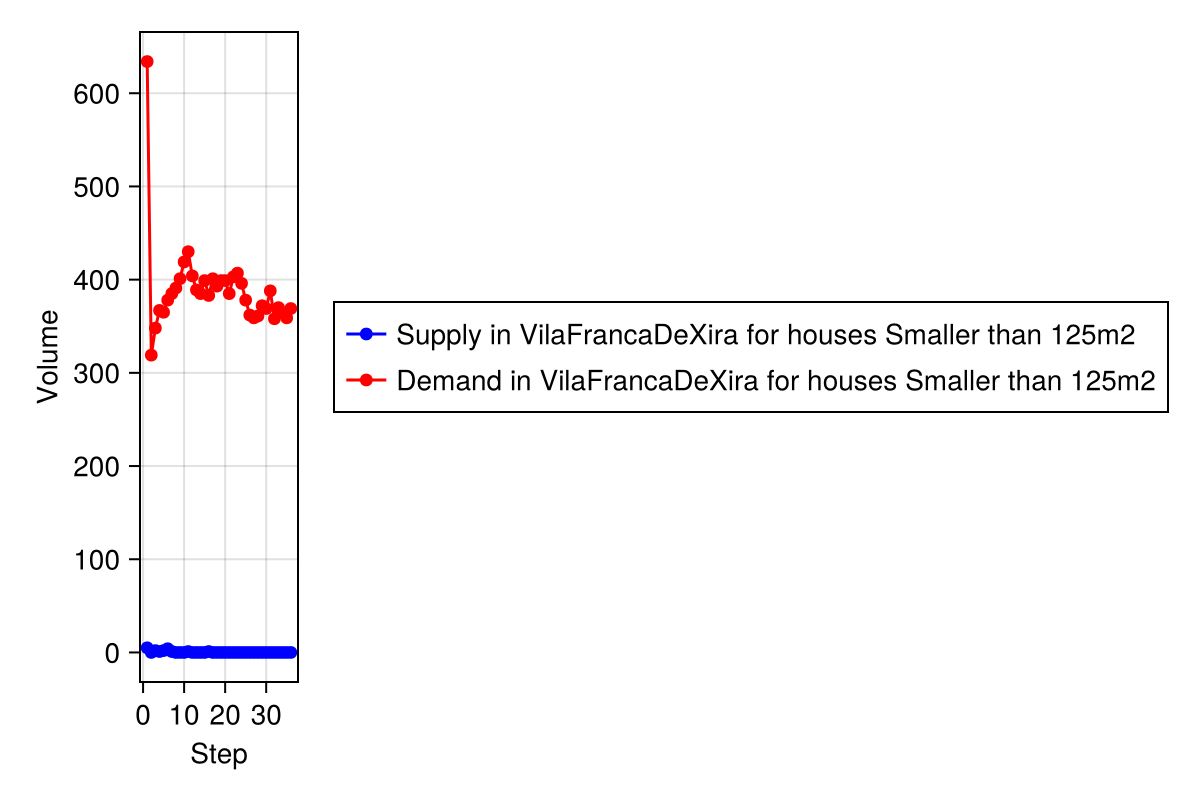 600
500
400
300
200
100
0
Volume
0 10 20 30
Step
Supply in VilaFrancaDeXira for houses Smaller than 125m2
Demand in VilaFrancaDeXira for houses Smaller than 125m2